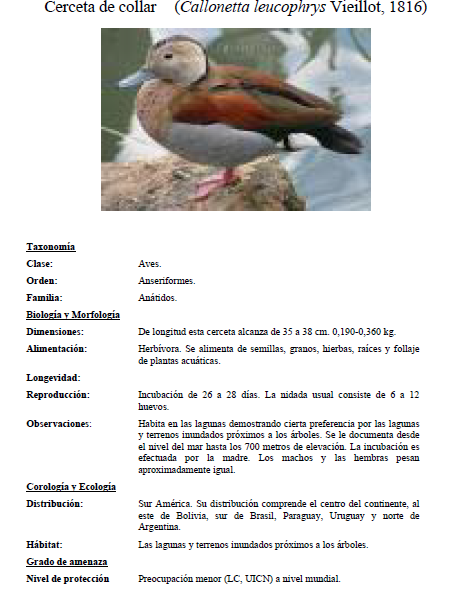 Cerceta de collar (Callonetta leucophrys Vieillot, 1816)
Taxonomía
Clase: Aves.
Orden: Anseriformes.
Familia: Anátidos.
Biología y Morfología
Dimensiones: De longitud esta cerceta alcanza de 35 a 38 cm. 0,190-0,360 kg.
Alimentación: Herbívora. Se alimenta de semillas, granos, hierbas, raíces y follaje
de plantas acuáticas.
Longevidad:
Reproducción: Incubación de 26 a 28 días. La nidada usual consiste de 6 a 12
huevos.
Observaciones: Habita en las lagunas demostrando cierta preferencia por las lagunas
y terrenos inundados próximos a los árboles. Se le documenta desde
el nivel del mar hasta los 700 metros de elevación. La incubación es
efectuada por la madre. Los machos y las hembras pesan
aproximadamente igual.
Corología y Ecología
Distribución: Sur América. Su distribución comprende el centro del continente, al
este de Bolivia, sur de Brasil, Paraguay, Uruguay y norte de
Argentina.
Hábitat: Las lagunas y terrenos inundados próximos a los árboles.
Grado de amenaza
Nivel de protección Preocupación menor (LC, UICN) a nivel mundial.